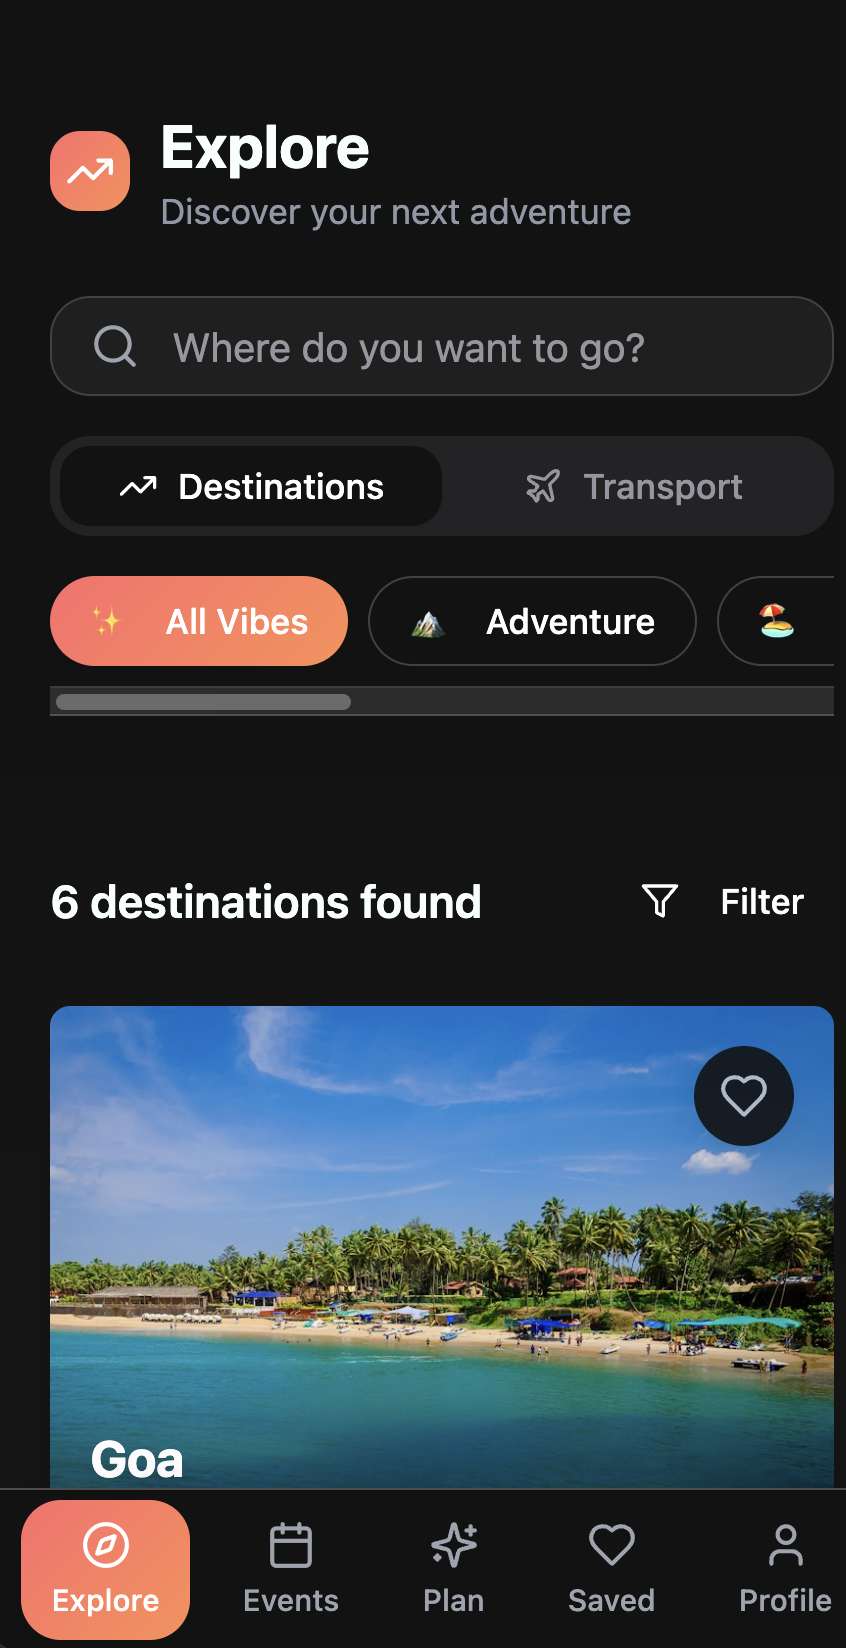 Explore
Discover your next adventure
Where do you want to go?
Destinations
Transport
All Vibes
Adventure
6 destinations found
Filter
Goa
Explore
Events
Plan
Saved
Profile